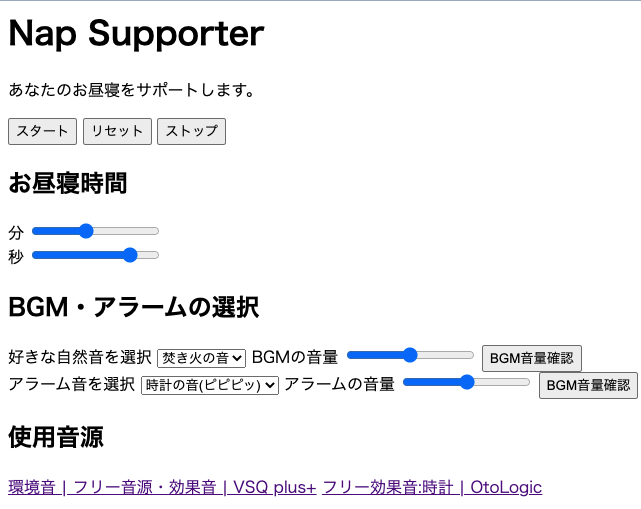 Nap Supporter
あなたのお昼寝をサポートします。
スタート リセット ストップ
お昼寝時間
分
秒
BGM・アラームの選択
好きな自然音を選択 焚き火の音 BGMの音量 BGM音量確認
アラーム音を選択 時計の音(ピピピッ) アラームの音量 BGM音量確認
使用音源
環境音 | フリー音源・効果音 | VSQ plus+ フリー効果音:時計 | OtoLogic